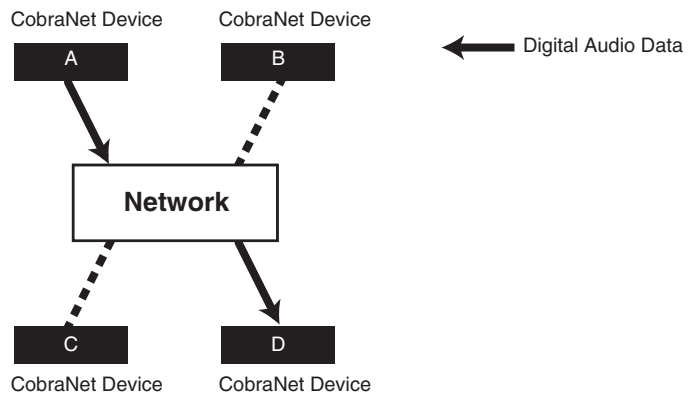 CobraNet Device
CobraNet Device
Digital Audio Data
A
B
Network
C
D
CobraNet Device
CobraNet Device